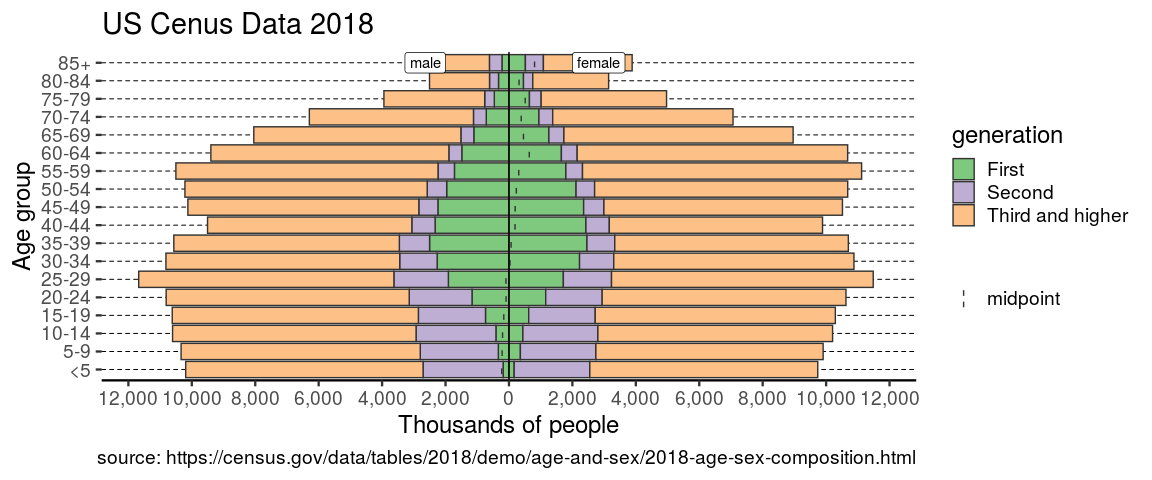 US Cenus Data 2018
male
female
85+
80-84
75-79
70-74
65-69
60-64
55-59
50-54
45-49
40-44
35-39
30-34
25-29
20-24
15-19
10-14
5-9
<5
Age group
12,000 10,000 8,000 6,000 4,000 2,000 0 2,000 4,000 6,000 8,000 10,000 12,000
Thousands of people
source: https://census.gov/data/tables/2018/demo/age-and-sex/2018-age-sex-composition.html
generation
First
Second
Third and higher
midpoint